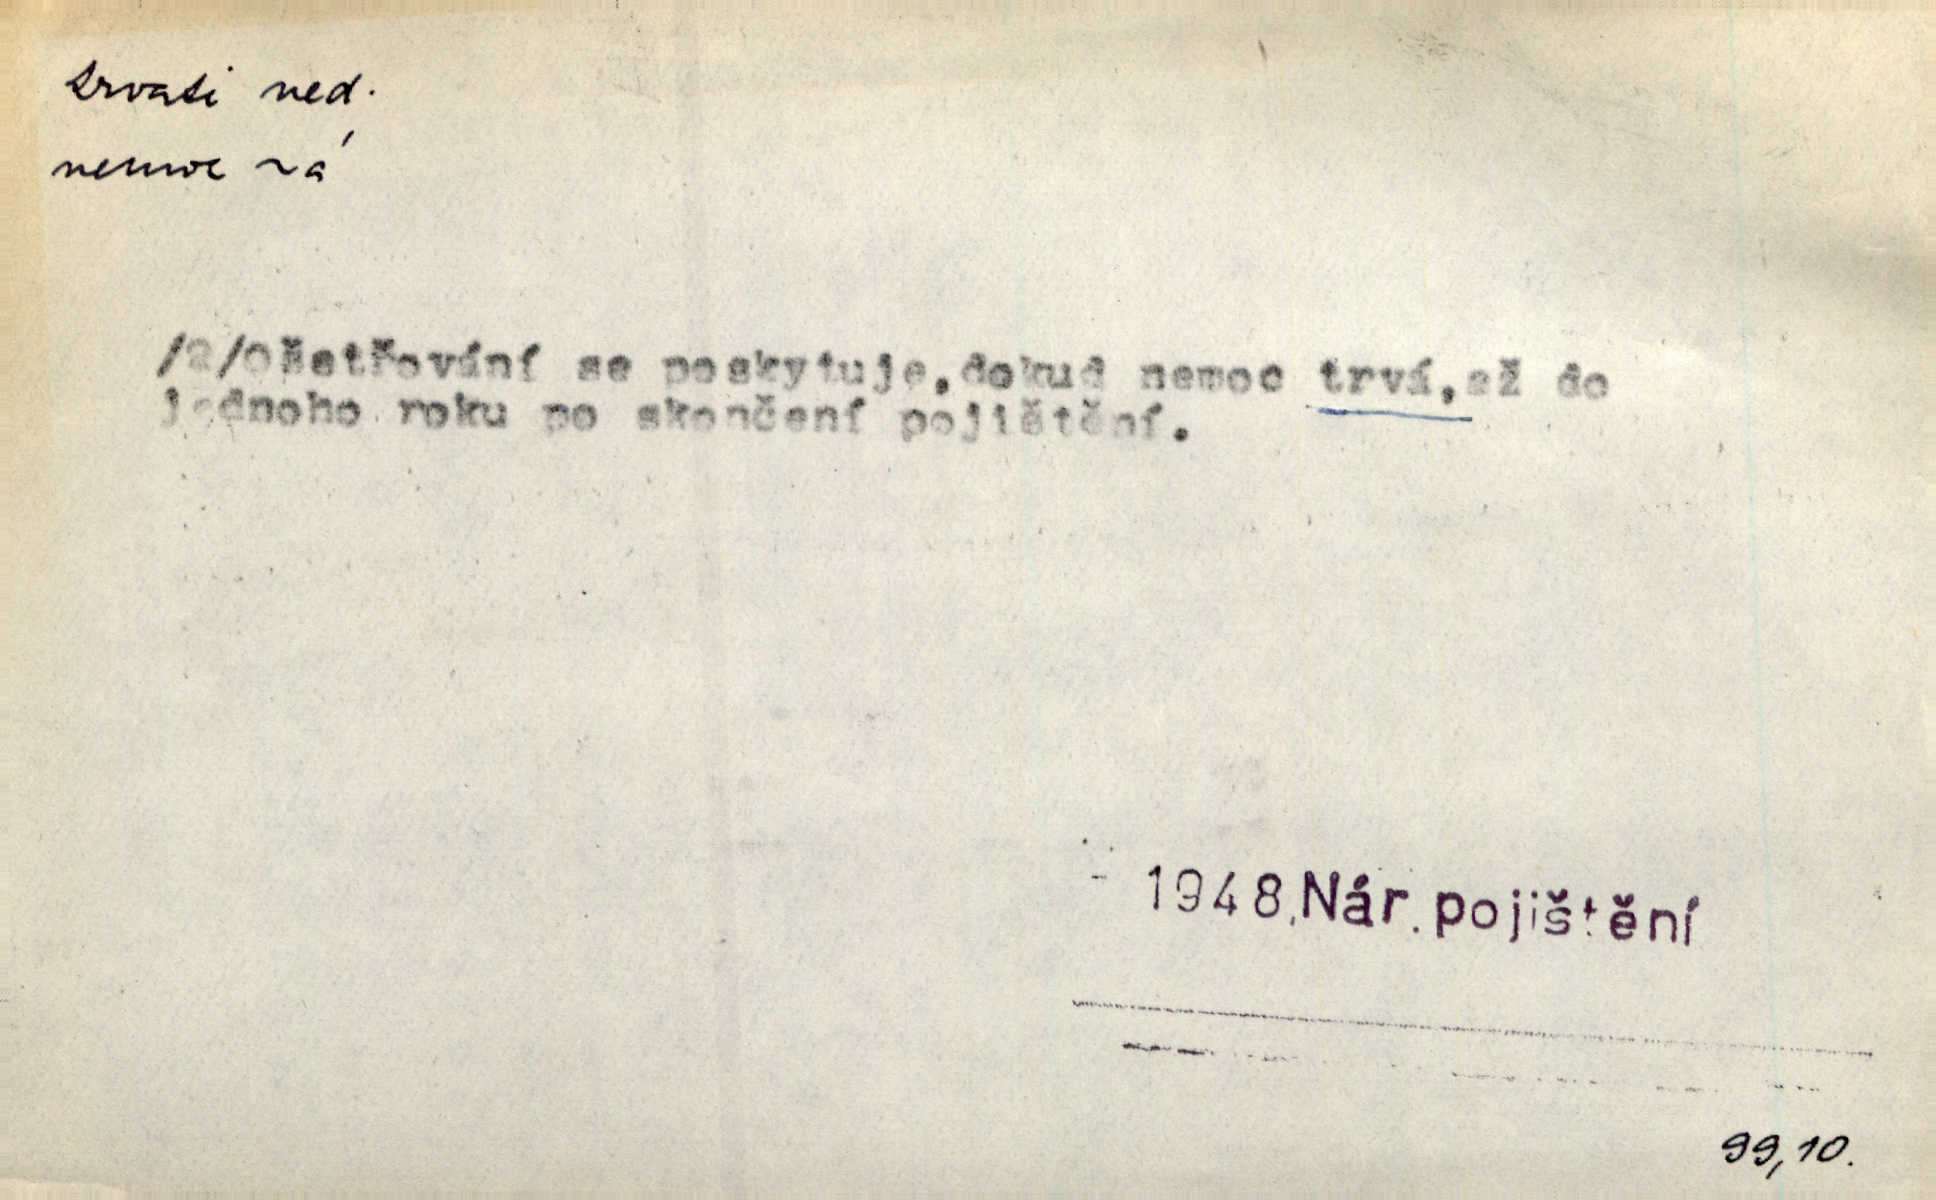 trvati ned.
nemoc ~á
/2/Ošetřování se poskytuje,dokud nemoc trvá,až do
jednoho roku po skončení pojištění.
1948,Nár. pojištění
99,10.